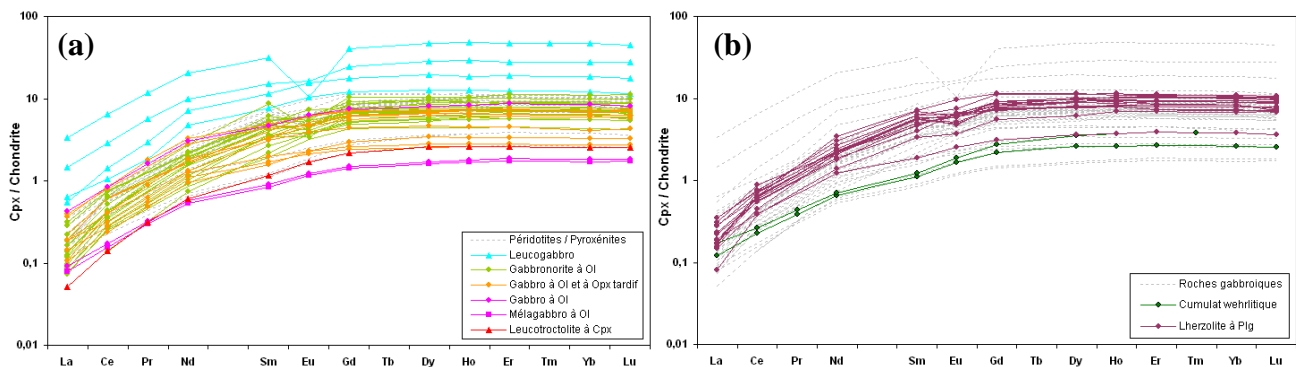 (a)
Cpx / Chondrite
100
10
1
0,1
0,01
La Ce Pr Nd Sm Eu Gd Tb Dy Ho Er Tm Yb Lu
Péridotites / Pyroxénites
Leucogabbro
Gabbronorite à Ol
Gabbro à Ol et à Opx tardif
Gabbro à Ol
Mélagabbro à Ol
Leucotroctolite à Cpx
(b)
Cpx / Chondrite
100
10
1
0,1
0,01
La Ce Pr Nd Sm Eu Gd Tb Dy Ho Er Tm Yb Lu
Roches gabbroiques
Cumulat wehrlitique
Lherzolite à Plg